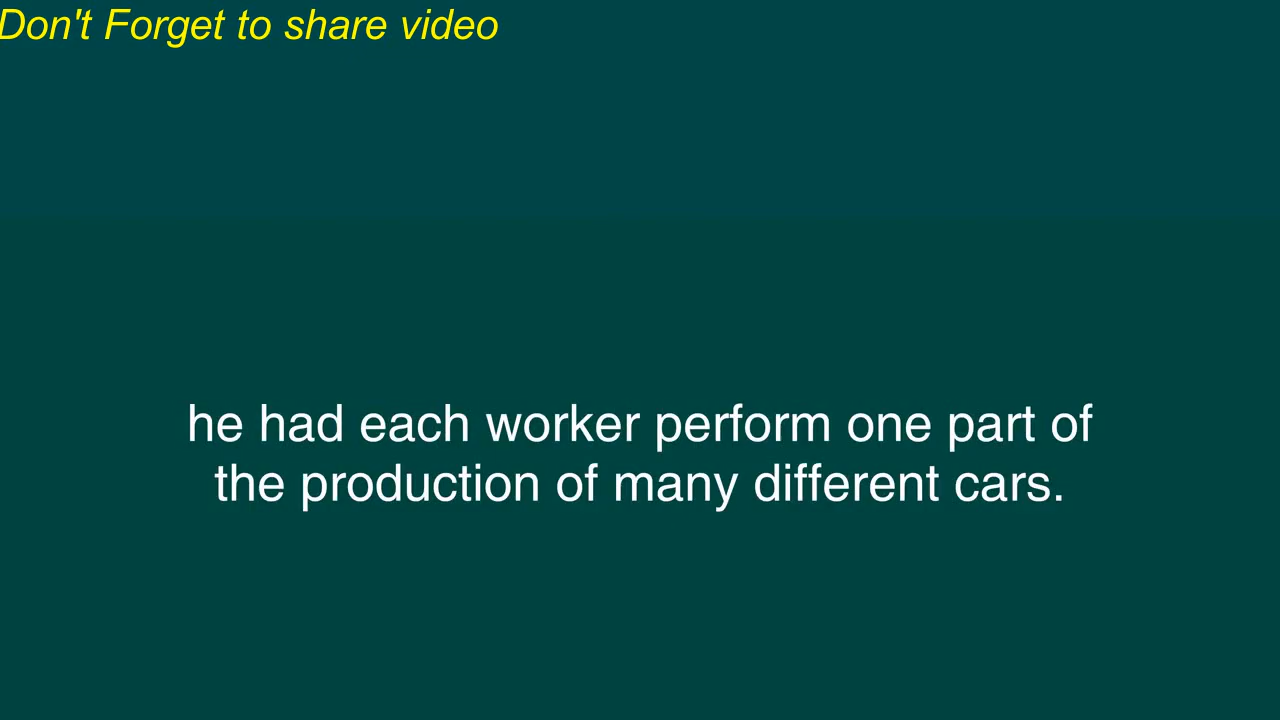 Don't Forget to share video
he had each worker perform one part of
the production of many different cars.